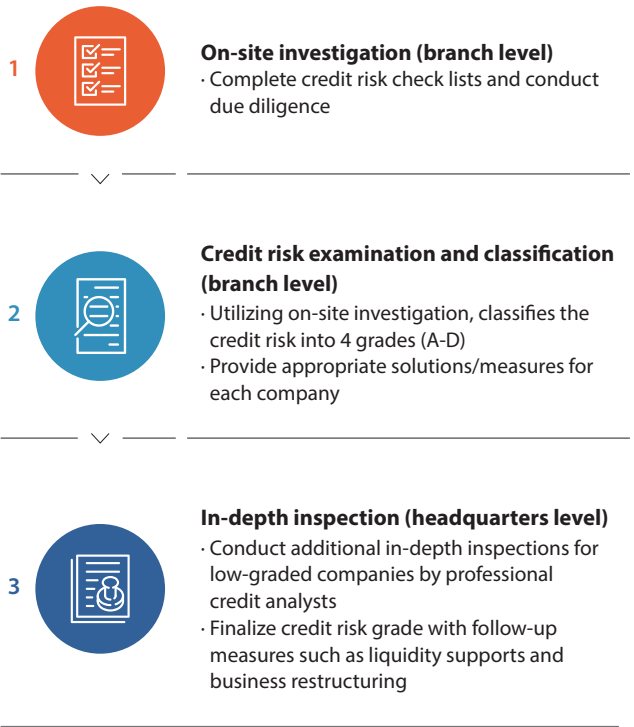 1
On-site investigation (branch level)
· Complete credit risk check lists and conduct
due diligence
2
Credit risk examination and classification
(branch level)
· Utilizing on-site investigation, classifies the
credit risk into 4 grades (A-D)
· Provide appropriate solutions/measures for
each company
3
In-depth inspection (headquarters level)
· Conduct additional in-depth inspections for
low-graded companies by professional
credit analysts
· Finalize credit risk grade with follow-up
measures such as liquidity supports and
business restructuring